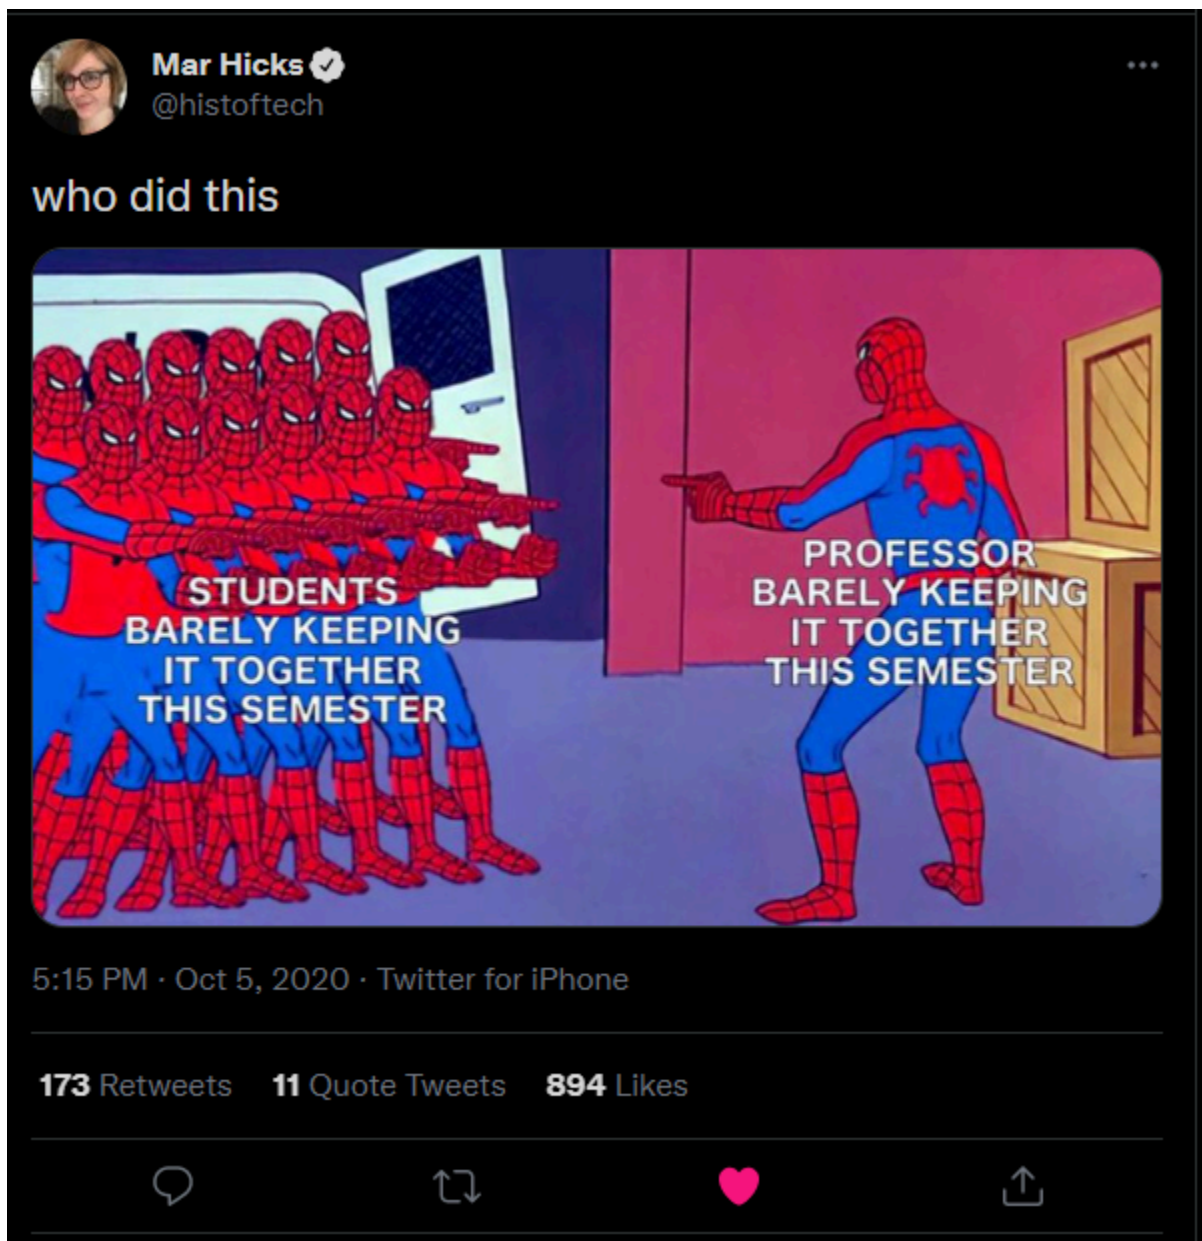 Mar Hicks
@histoftech
who did this
STUDENTS
BARELY KEEPING
IT TOGETHER
THIS SEMESTER
PROFESSOR
BARELY KEEPING
IT TOGETHER
THIS SEMESTER
5:15 PM · Oct 5, 2020 · Twitter for iPhone
173 Retweets 11 Quote Tweets 894 Likes